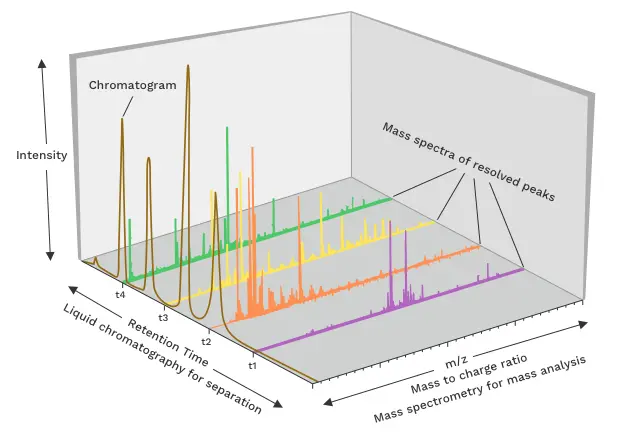 Chromatogram
Mass spectra of resolved peaks
Intensity
t4
t3
t2
t1
Retention Time
Liquid chromatography for separation
m/z
Mass to charge ratio
Mass spectrometry for mass analysis